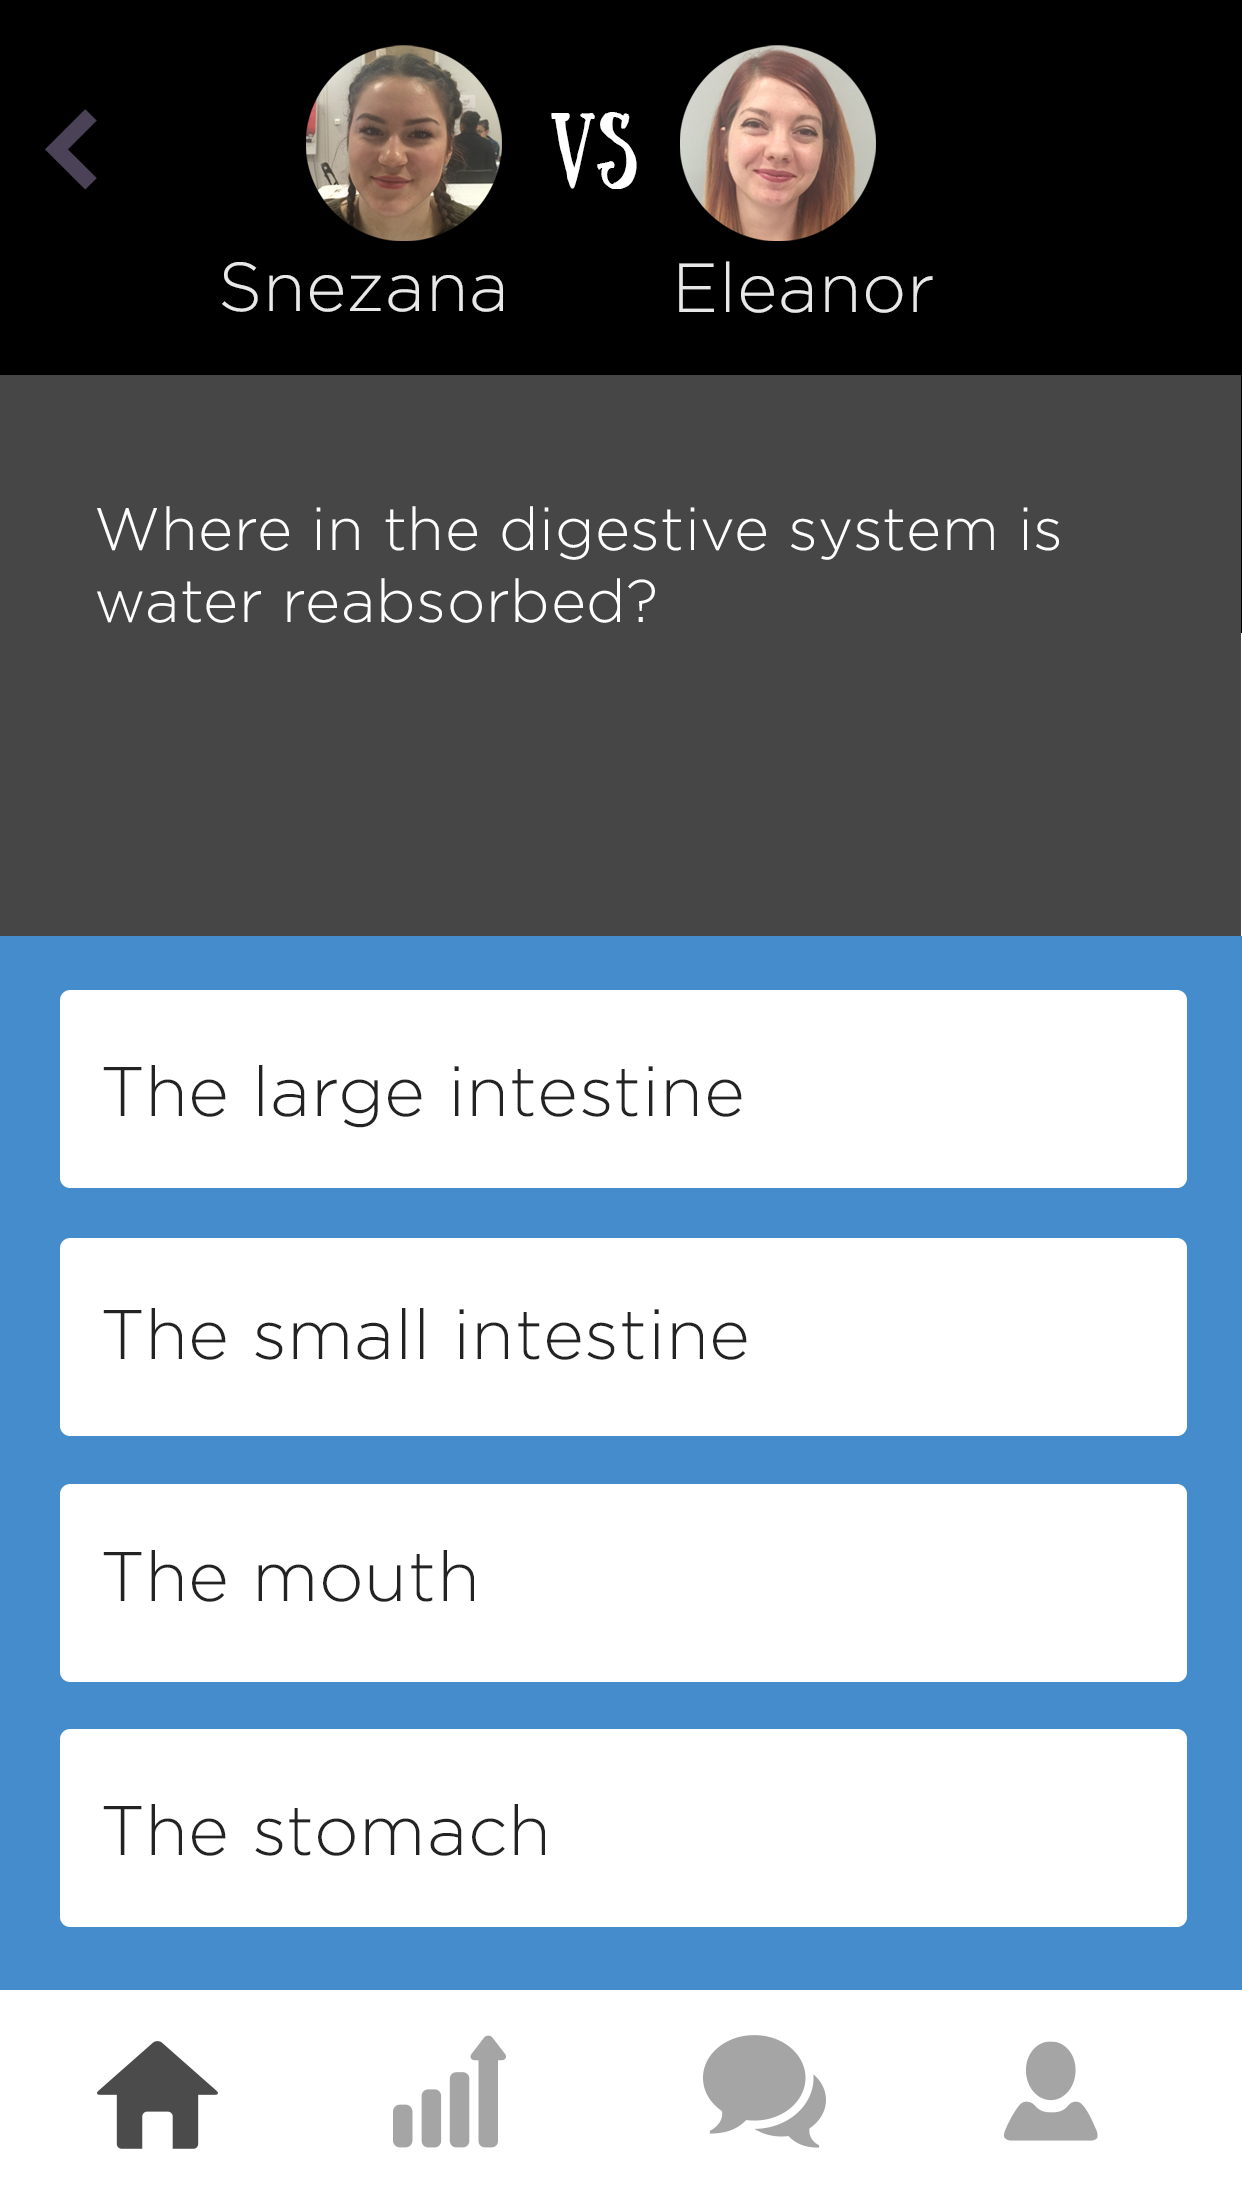 VS
Snezana
Eleanor
Where in the digestive system is
water reabsorbed?
The large intestine
The small intestine
The mouth
The stomach